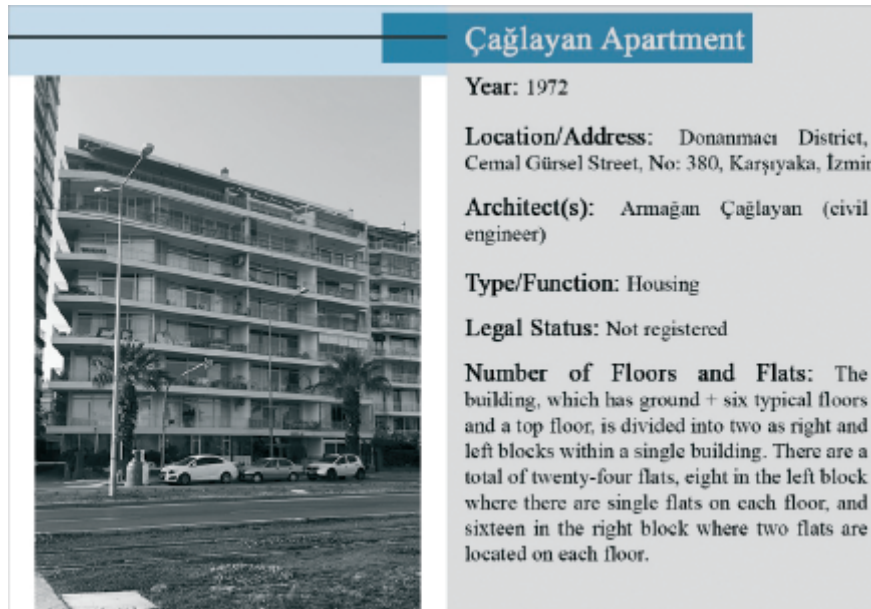 Çağlayan Apartment
Year: 1972
Location/Address: Donanmacı District,
Cemal Gürsel Street, No: 380, Karşıyaka, İzmir
Architect(s): Armağan Çağlayan (civil
engineer)
Type/Function: Housing
Legal Status: Not registered
Number of Floors and Flats: The
building, which has ground + six typical floors
and a top floor, is divided into two as right and
left blocks within a single building. There are a
total of twenty-four flats, eight in the left block
where there are single flats on each floor, and
sixteen in the right block where two flats are
located on each floor.